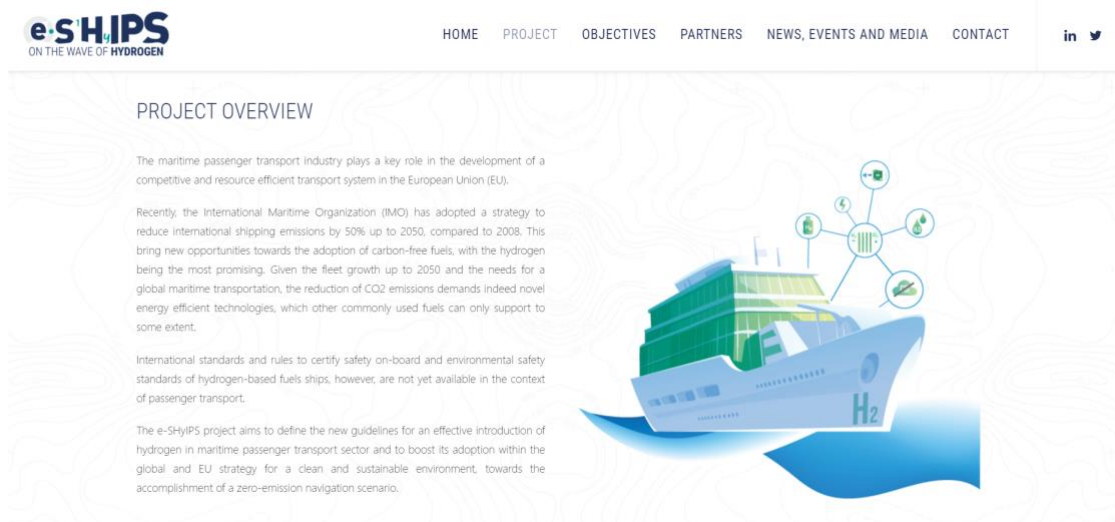 e·SHyIPS
ON THE WAVE OF HYDROGEN
HOME PROJECT OBJECTIVES PARTNERS NEWS, EVENTS AND MEDIA CONTACT in
PROJECT OVERVIEW
The maritime passenger transport industry plays a key role in the development of a
competitive and resource efficient transport system in the European Union (EU).
Recently, the International Maritime Organization (IMO) has adopted a strategy to
reduce international shipping emissions by 50% up to 2050, compared to 2008. This
bring new opportunities towards the adoption of carbon-free fuels, with the hydrogen
being the most promising. Given the fleet growth up to 2050 and the needs for a
global maritime transportation, the reduction of CO2 emissions demands indeed novel
energy efficient technologies, which other commonly used fuels can only support to
some extent.
International standards and rules to certify safety on-board and environmental safety
standards of hydrogen-based fuels ships, however, are not yet available in the context
of passenger transport.
The e-SHyIPS project aims to define the new guidelines for an effective introduction of
hydrogen in maritime passenger transport sector and to boost its adoption within the
global and EU strategy for a clean and sustainable environment, towards the
accomplishment of a zero-emission navigation scenario.
H2